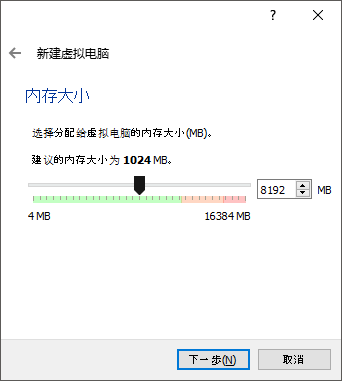 ?
新建虚拟电脑
内存大小
选择分配给虚拟电脑的内存大小(MB)。
建议的内存大小为 1024 MB。
8192 MB
4 MB 16384 MB
下一步(N) 取消